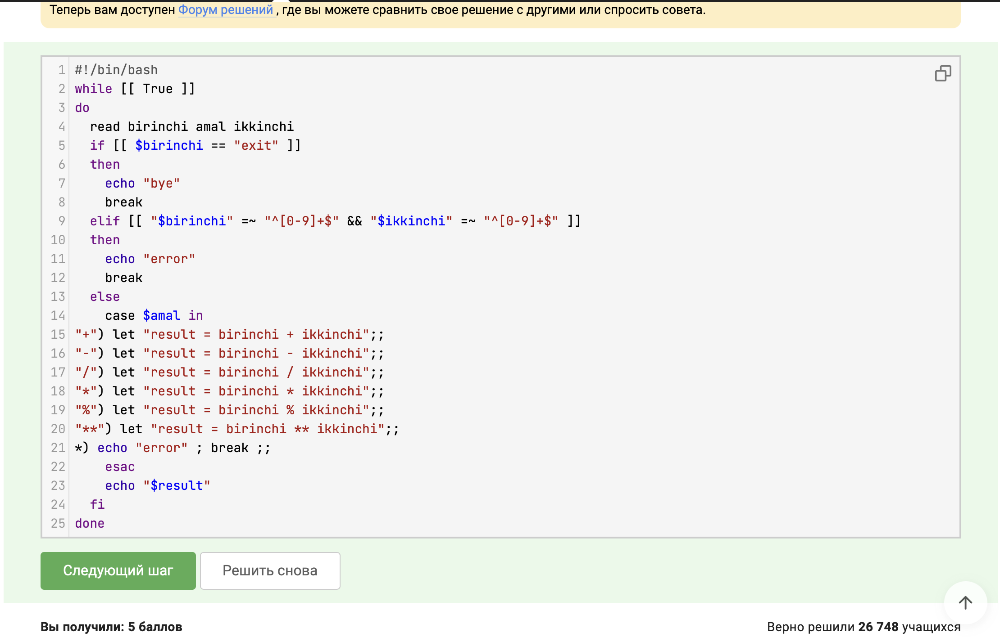 Теперь вам доступен Форум решений , где вы можете сравнить свое решение с другими или спросить совета.
1 #!/bin/bash
2 while [[ True ]]
3 do
4   read birinchi amal ikkinchi
5   if [[ $birinchi == "exit" ]]
6   then
7     echo "bye"
8     break
9   elif [[ "$birinchi" =~ "^[0-9]+$" && "$ikkinchi" =~ "^[0-9]+$" ]]
10   then
11     echo "error"
12     break
13   else
14     case $amal in
15 "+") let "result = birinchi + ikkinchi";;
16 "-") let "result = birinchi - ikkinchi";;
17 "/") let "result = birinchi / ikkinchi";;
18 "*") let "result = birinchi * ikkinchi";;
19 "%") let "result = birinchi % ikkinchi";;
20 "**") let "result = birinchi ** ikkinchi";;
21 *) echo "error" ; break ;;
22     esac
23     echo "$result"
24   fi
25 done
Следующий шаг
Решить снова
Вы получили: 5 баллов
Верно решили 26 748 учащихся